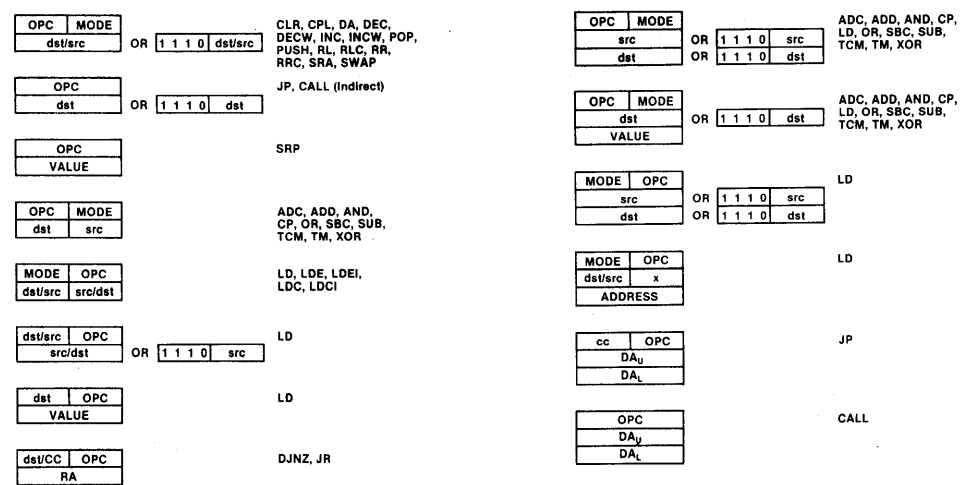 OPC MODE
dst/src OR 1 1 1 0 dst/src
CLR, CPL, DA, DEC,
DECW, INC, INCW, POP,
PUSH, RL, RLC, RR,
RRC, SRA, SWAP
OPC
dst OR 1 1 1 0 dst
JP, CALL (Indirect)
OPC
VALUE
SRP
OPC MODE
dst src
ADC, ADD, AND,
CP, OR, SBC, SUB,
TCM, TM, XOR
MODE OPC
dst/src src/dst
LD, LDE, LDEI,
LDC, LDCI
dst/src OPC
src/dst OR 1 1 1 0 src
LD
dst OPC
VALUE
LD
dst/CC OPC
RA
DJNZ, JR
OPC MODE
src OR 1 1 1 0 src
dst OR 1 1 1 0 dst
ADC, ADD, AND, CP,
LD, OR, SBC, SUB,
TCM, TM, XOR
OPC MODE
dst OR 1 1 1 0 dst
VALUE
ADC, ADD, AND, CP,
LD, OR, SBC, SUB,
TCM, TM, XOR
MODE OPC
src OR 1 1 1 0 src
dst OR 1 1 1 0 dst
LD
MODE OPC
dst/src x
ADDRESS
LD
cc OPC
DAU
DAL
JP
OPC
DAU
DAL
CALL